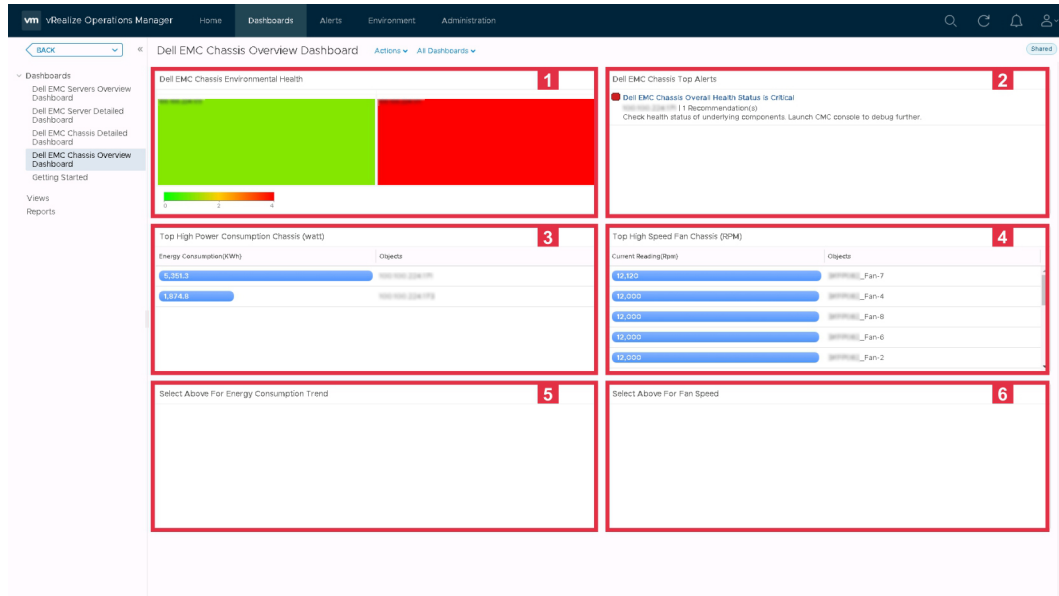 vm vRealize Operations Manager Home Dashboards Alerts Environment Administration
BACK
Dell EMC Chassis Overview Dashboard Actions All Dashboards Shared
Dashboards
Dell EMC Servers Overview
Dashboard
Dell EMC Server Detailed
Dashboard
Dell EMC Chassis Detailed
Dashboard
Dell EMC Chassis Overview
Dashboard
Getting Started
Views
Reports
Dell EMC Chassis Environmental Health 1
0 2 4
Dell EMC Chassis Top Alerts 2
Dell EMC Chassis Overall Health Status is Critical
| 1 Recommendation(s)
Check health status of underlying components. Launch CMC console to debug further.
Top High Power Consumption Chassis (watt) 3
Energy Consumption(KWh) Objects
5,351.3
1,874.8
Top High Speed Fan Chassis (RPM) 4
Current Reading(Rpm) Objects
12,120 _Fan-7
12,000 _Fan-4
12,000 _Fan-8
12,000 _Fan-6
12,000 _Fan-2
Select Above For Energy Consumption Trend 5
Select Above For Fan Speed 6